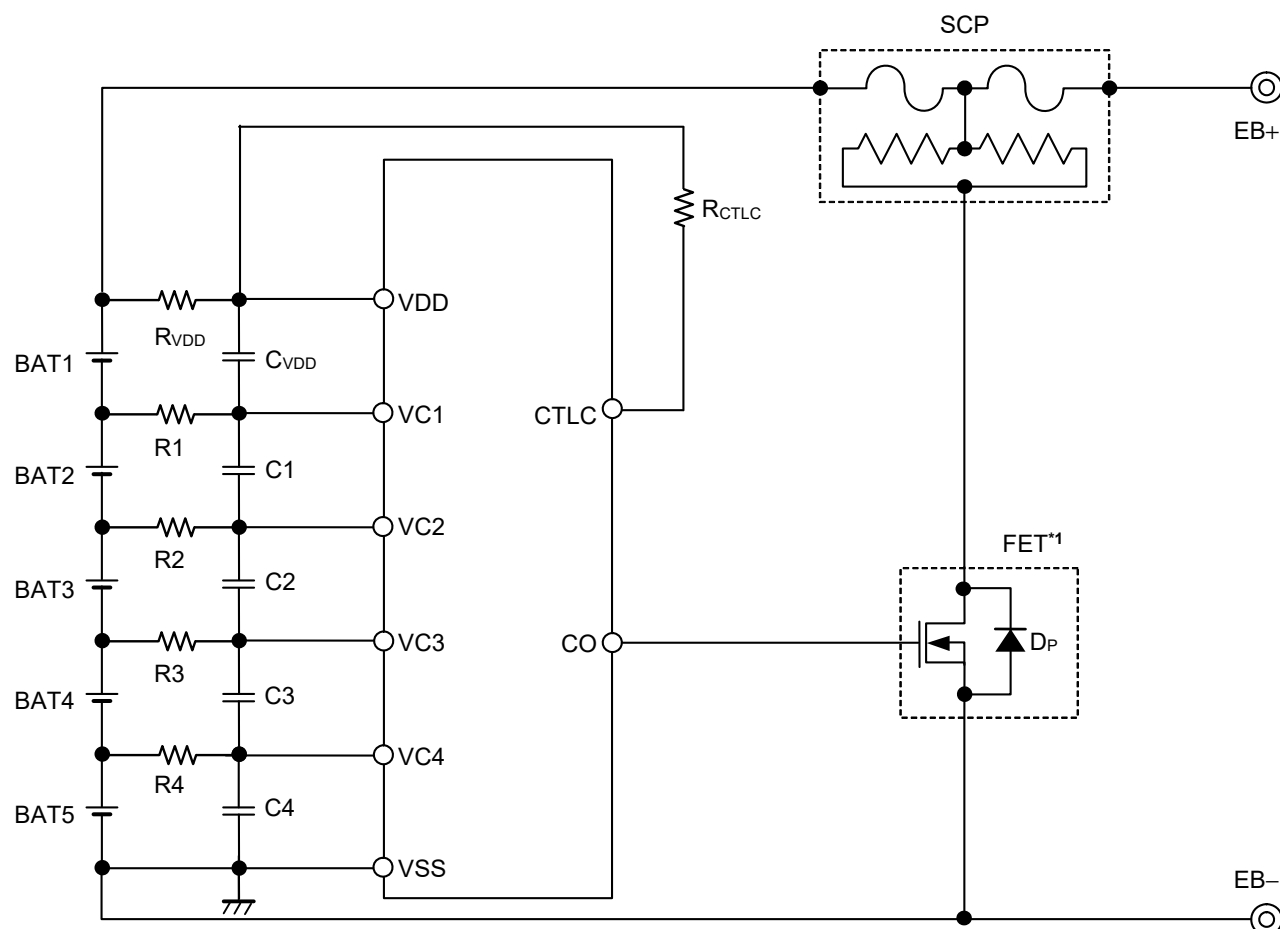 SCP
EB+
RCTLC
VDD
RVDD
BAT1
CVDD
VC1
CTLC
R1
BAT2
C1
VC2
R2
FET*1
BAT3
C2
VC3
CO
DP
R3
BAT4
C3
VC4
R4
BAT5
C4
VSS
EB−